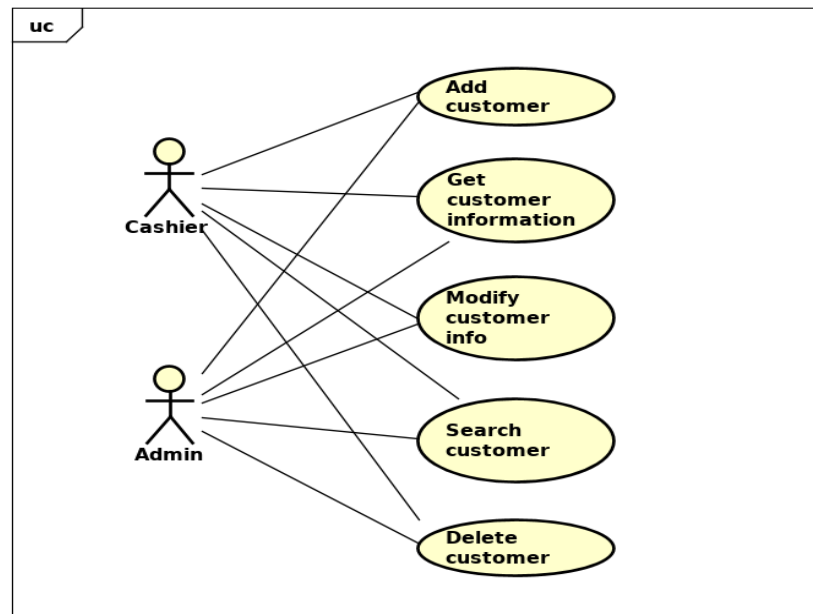 uc
Add
customer
Get
customer
information
Cashier
Modify
customer
info
Search
customer
Admin
Delete
customer